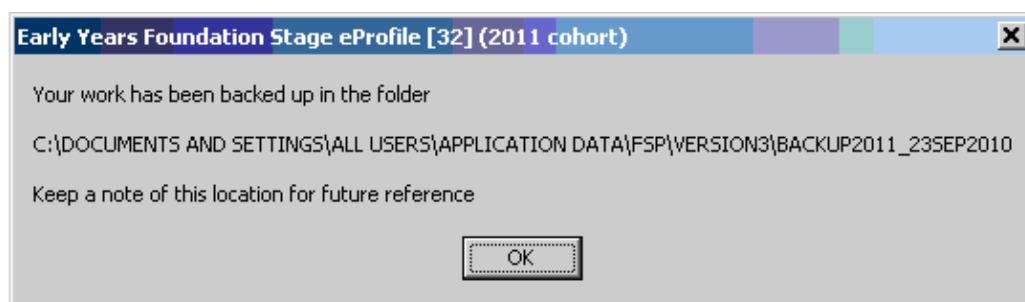 Early Years Foundation Stage eProfile [32] (2011 cohort)
Your work has been backed up in the folder
C:\DOCUMENTS AND SETTINGS\ALL USERS\APPLICATION DATA\FSP\VERSION3\BACKUP2011_23SEP2010
Keep a note of this location for future reference
OK